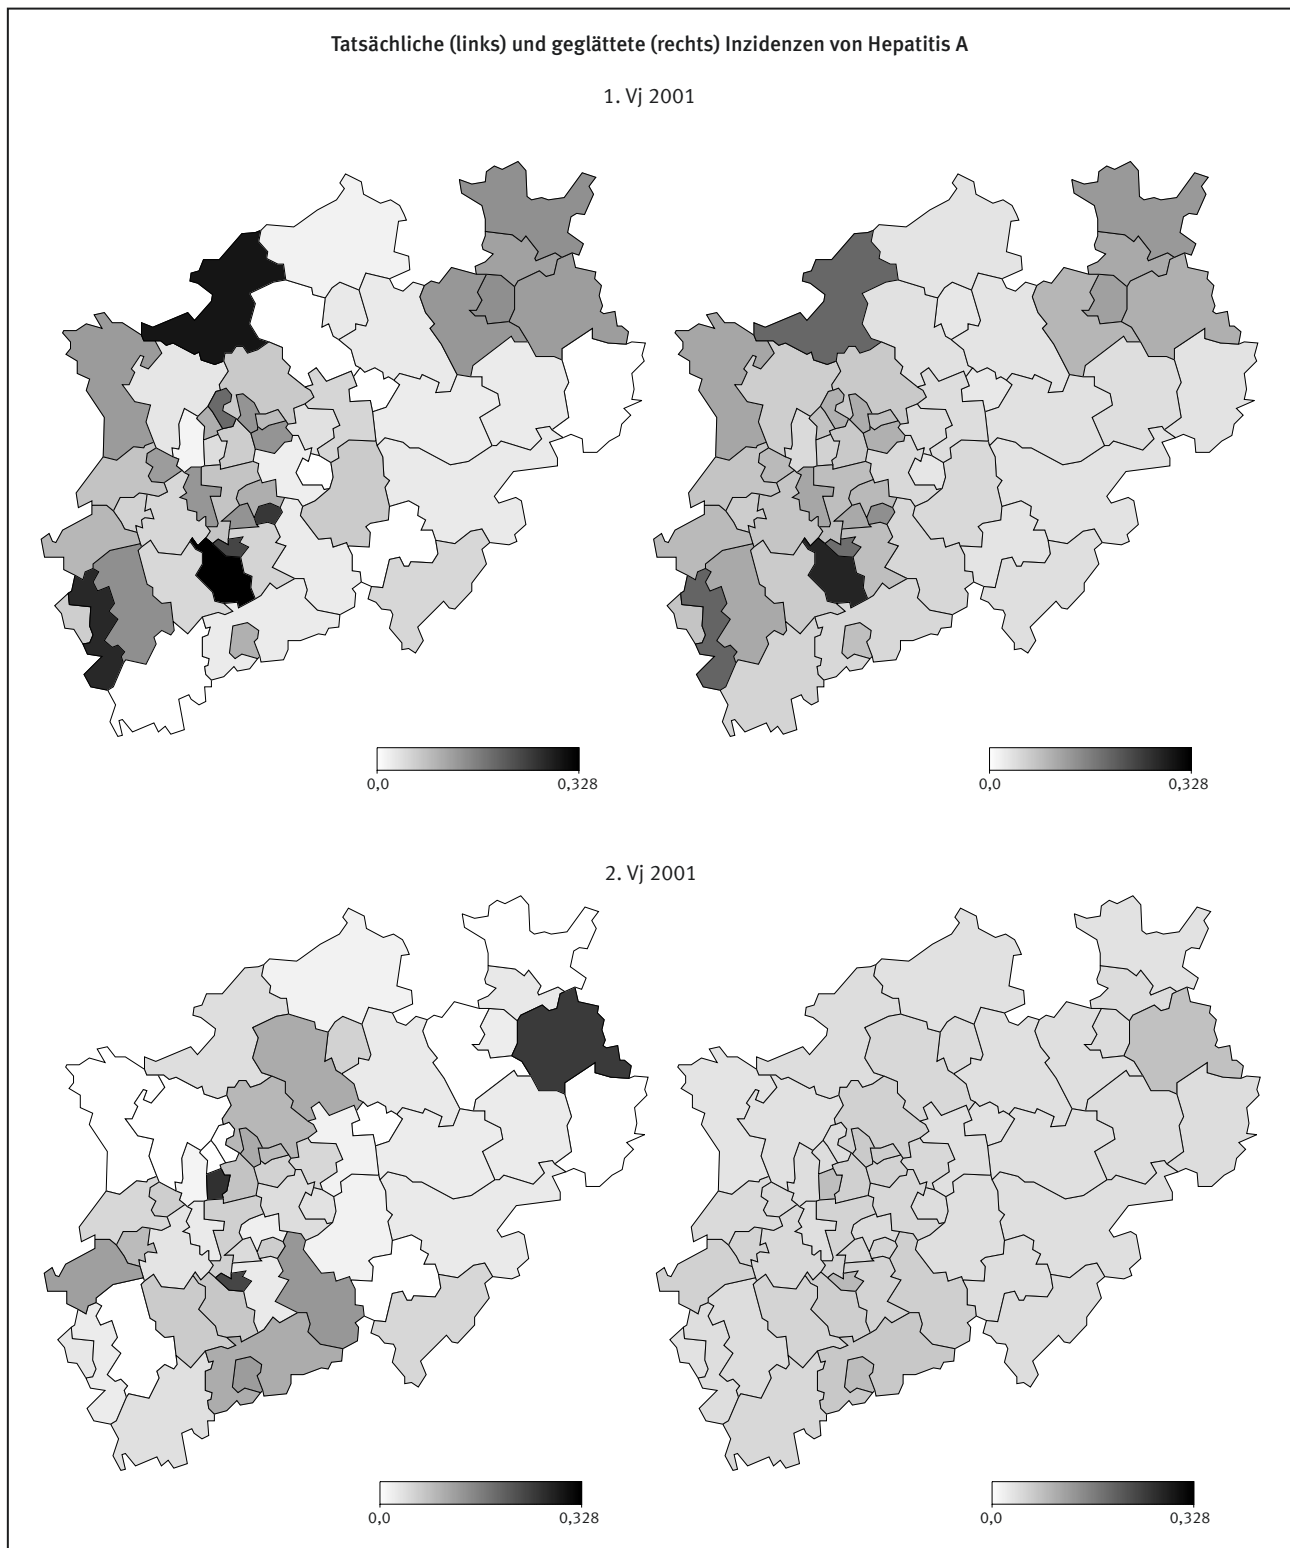 Tatsächliche (links) und geglättete (rechts) Inzidenzen von Hepatitis A
1. Vj 2001
0,0 0,328
0,0 0,328
2. Vj 2001
0,0 0,328
0,0 0,328